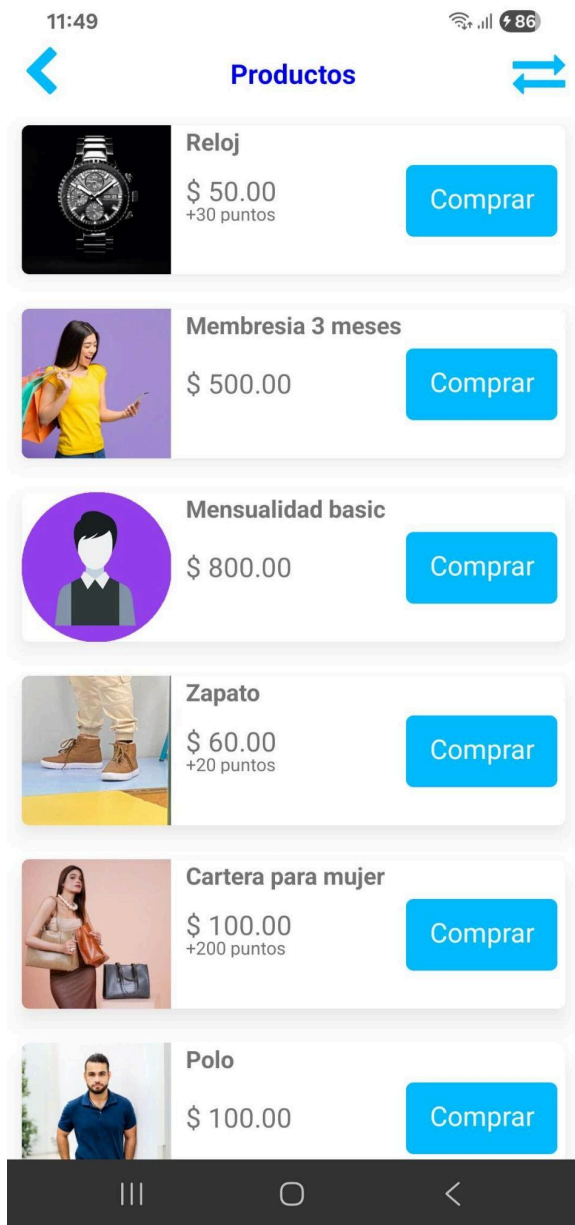 11:49
86
Productos
Reloj
$ 50.00
+30 puntos
Comprar
Membresia 3 meses
$ 500.00
Comprar
Mensualidad basic
$ 800.00
Comprar
Zapato
$ 60.00
+20 puntos
Comprar
Cartera para mujer
$ 100.00
+200 puntos
Comprar
Polo
$ 100.00
Comprar